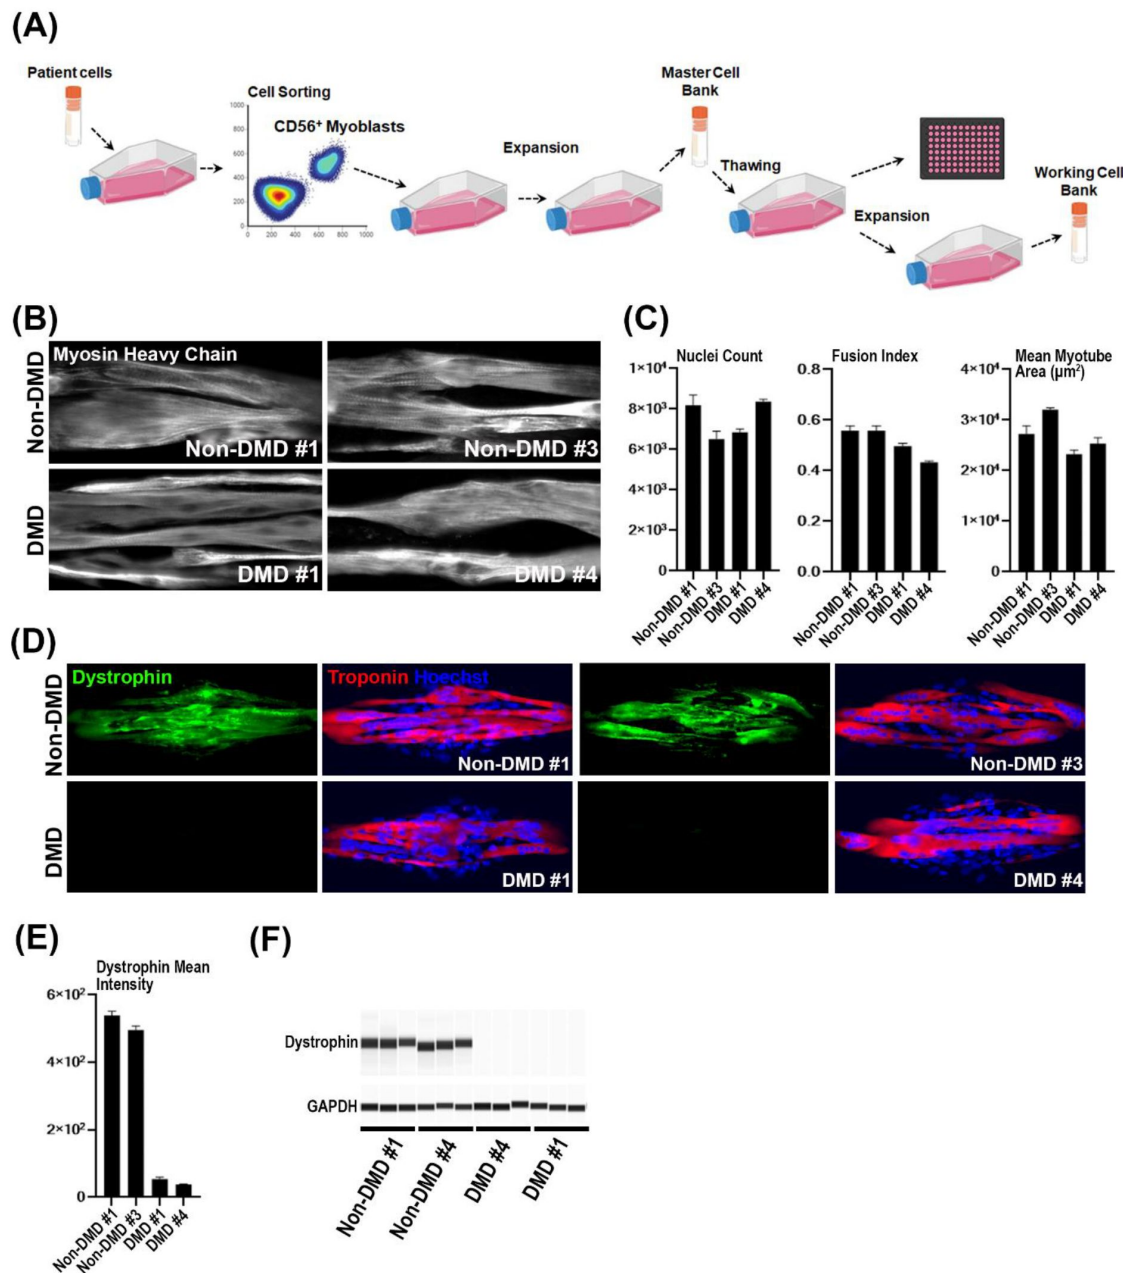 (A)
Patient cells
Cell Sorting
CD56⁺ Myoblasts
1000
800
600
400
200
0
0 200 400 600 800 1000
Expansion
Master Cell
Bank
Thawing
Expansion
Working Cell
Bank
(B)
Non-DMD
DMD
Myosin Heavy Chain
Non-DMD #1
Non-DMD #3
DMD #1
DMD #4
(C)
Nuclei Count
1×10⁴
8×10³
6×10³
4×10³
2×10³
0
Non-DMD #1
Non-DMD #3
DMD #1
DMD #4
Fusion Index
0.8
0.6
0.4
0.2
0.0
Non-DMD #1
Non-DMD #3
DMD #1
DMD #4
Mean Myotube
Area (µm²)
4×10⁴
3×10⁴
2×10⁴
1×10⁴
0
Non-DMD #1
Non-DMD #3
DMD #1
DMD #4
(D)
Non-DMD
DMD
Dystrophin
Troponin Hoechst
Non-DMD #1
Non-DMD #3
DMD #1
DMD #4
(E)
Dystrophin Mean
Intensity
6×10²
4×10²
2×10²
0
Non-DMD #1
Non-DMD #3
DMD #1
DMD #4
(F)
Dystrophin
GAPDH
Non-DMD #1
Non-DMD #4
DMD #4
DMD #1